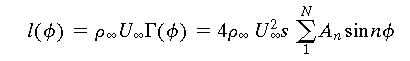 l(ϕ) = ρ∞U∞Γ(ϕ) = 4ρ∞ U∞²s ∑₁ᴺ Aₙ sin nϕ